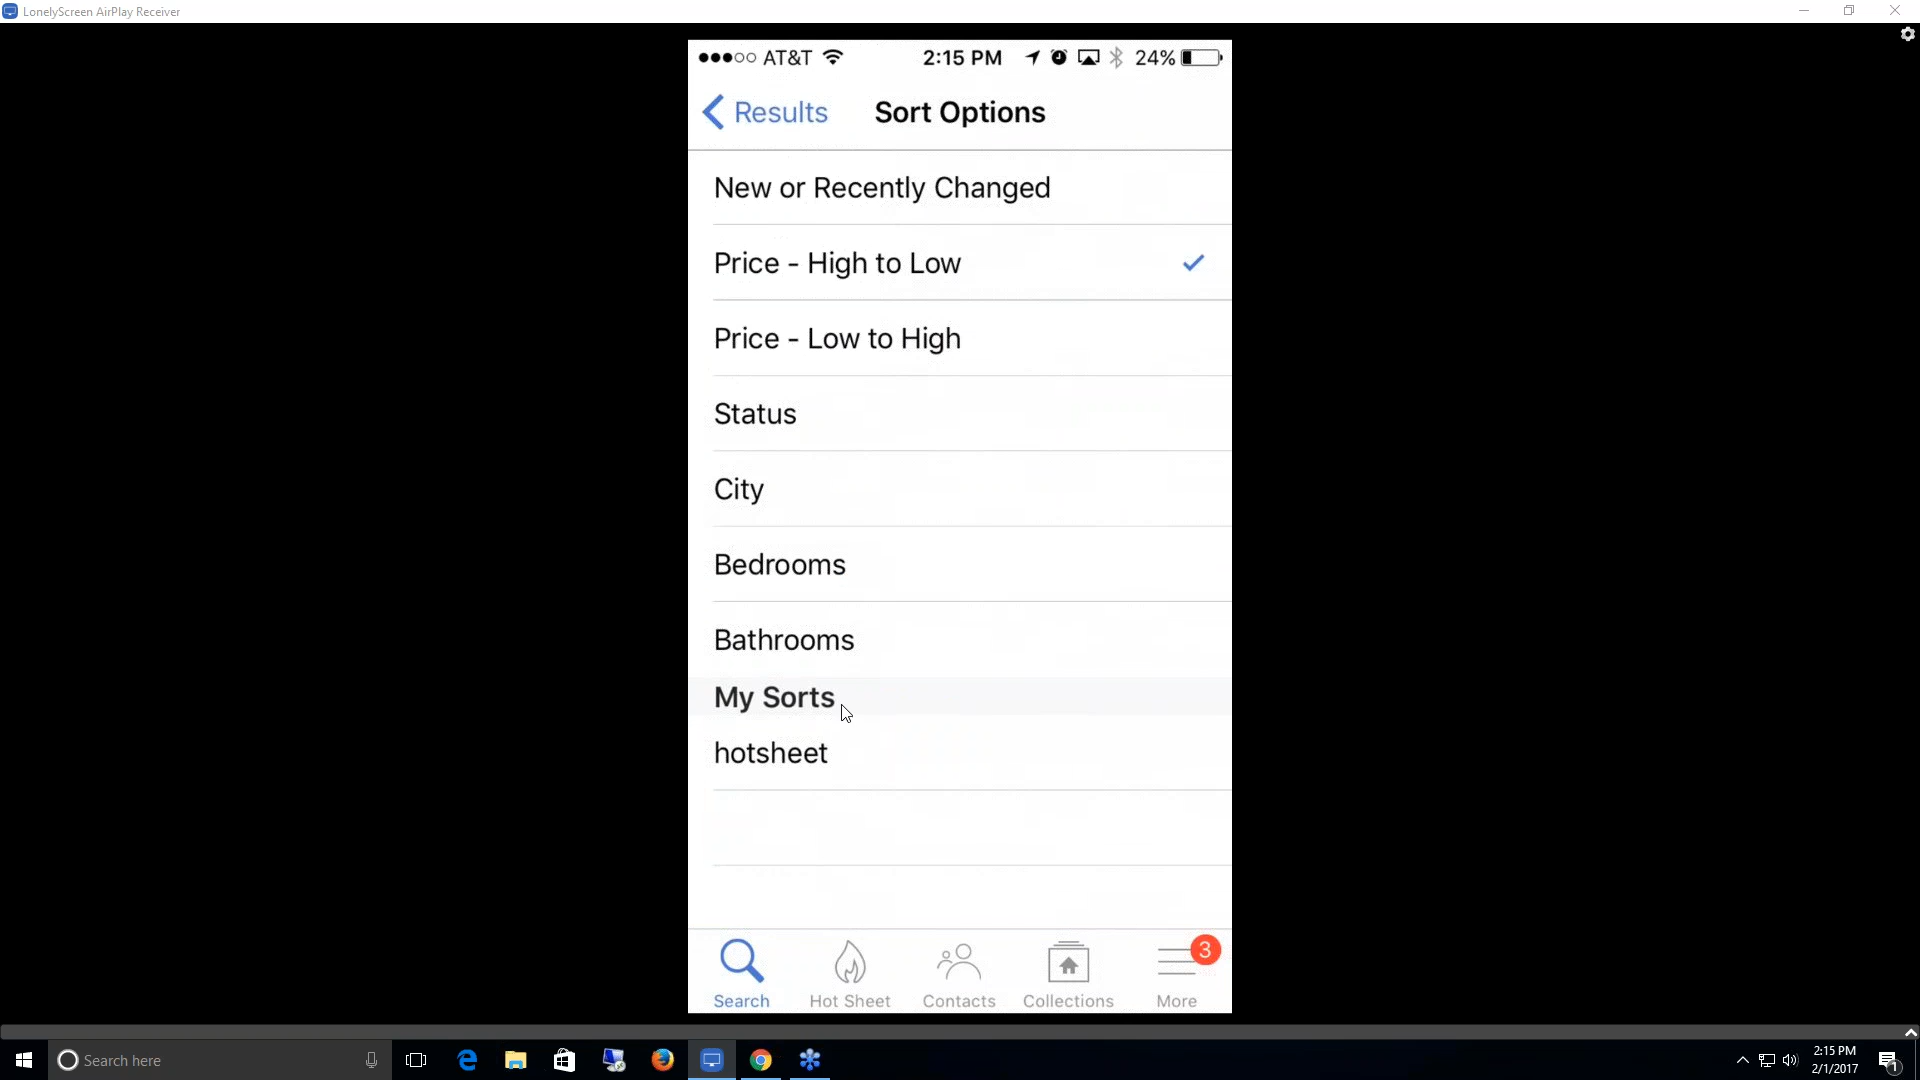 LonelyScreen AirPlay Receiver
AT&T 2:15 PM 24%
Results Sort Options
New or Recently Changed
Price - High to Low
Price - Low to High
Status
City
Bedrooms
Bathrooms
My Sorts
hotsheet
3
Search Hot Sheet Contacts Collections More
Search here
2:15 PM
2/1/2017
1